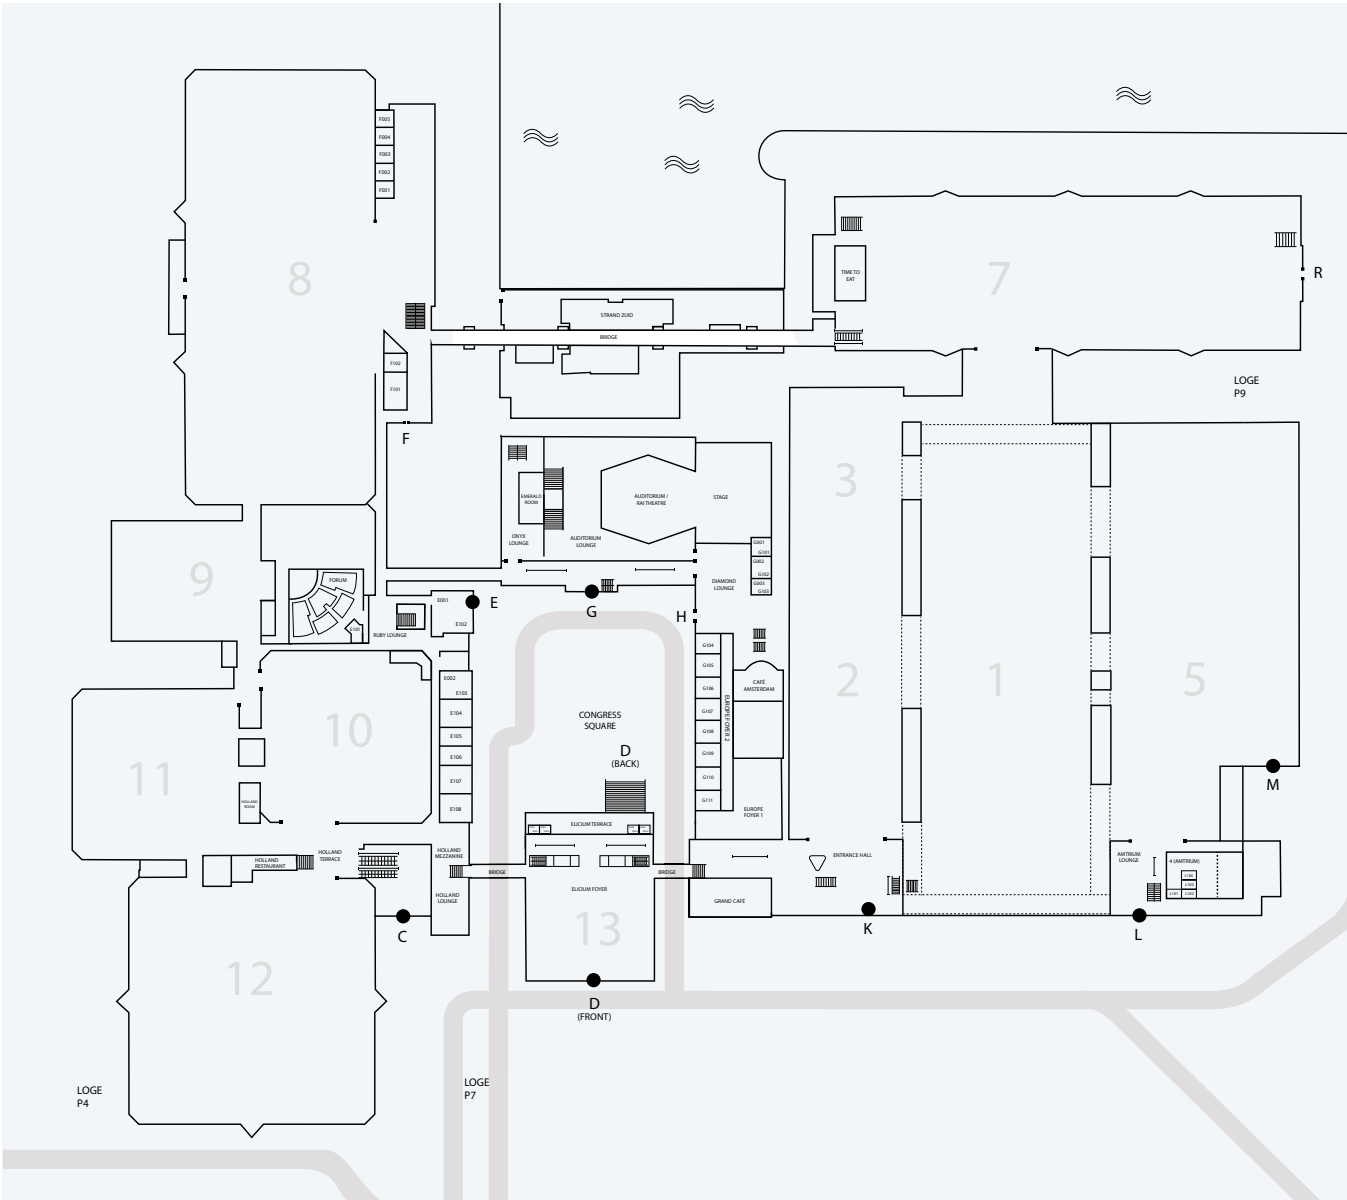 F005
F004
F003
F002
F001
8
7
TIME TO
EAT
R
STRAND ZUID
BRIDGE
F102
F101
F
LOGE
P9
3
EMERALD
ROOM
AUDITORIUM /
RAI THEATRE
STAGE
ONYX
LOUNGE
AUDITORIUM
LOUNGE
G001
G101
G002
G102
G003
G103
DIAMOND
LOUNGE
9
FORUM
E101
RUBY LOUNGE
E001
E102
E
G
H
E002
E103
E104
E105
E106
E107
E108
G104
G105
G106
G107
G108
G109
G110
G111
EUROPE FOYER 2
CAFÉ
AMSTERDAM
2
1
5
10
11
CONGRESS
SQUARE
D
(BACK)
M
HOLLAND
ROOM
EUROPE
FOYER 1
ELICIUM TERRACE
HOLLAND
RESTAURANT
HOLLAND
TERRACE
HOLLAND
MEZZANINE
BRIDGE
BRIDGE
ENTRANCE HALL
AMTRIUM
LOUNGE
4 (AMTRIUM)
L104
L103
L101
L102
ELICIUM FOYER
HOLLAND
LOUNGE
GRAND CAFÉ
C
13
K
L
12
D
(FRONT)
LOGE
P4
LOGE
P7